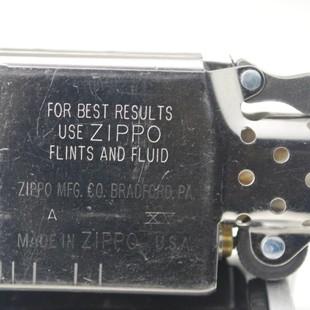 FOR BEST RESULTS
USE ZIPPO
FLINTS AND FLUID
ZIPPO MFG. CO. BRADFORD, PA.
A XV
MADE IN ZIPPO U.S.A.